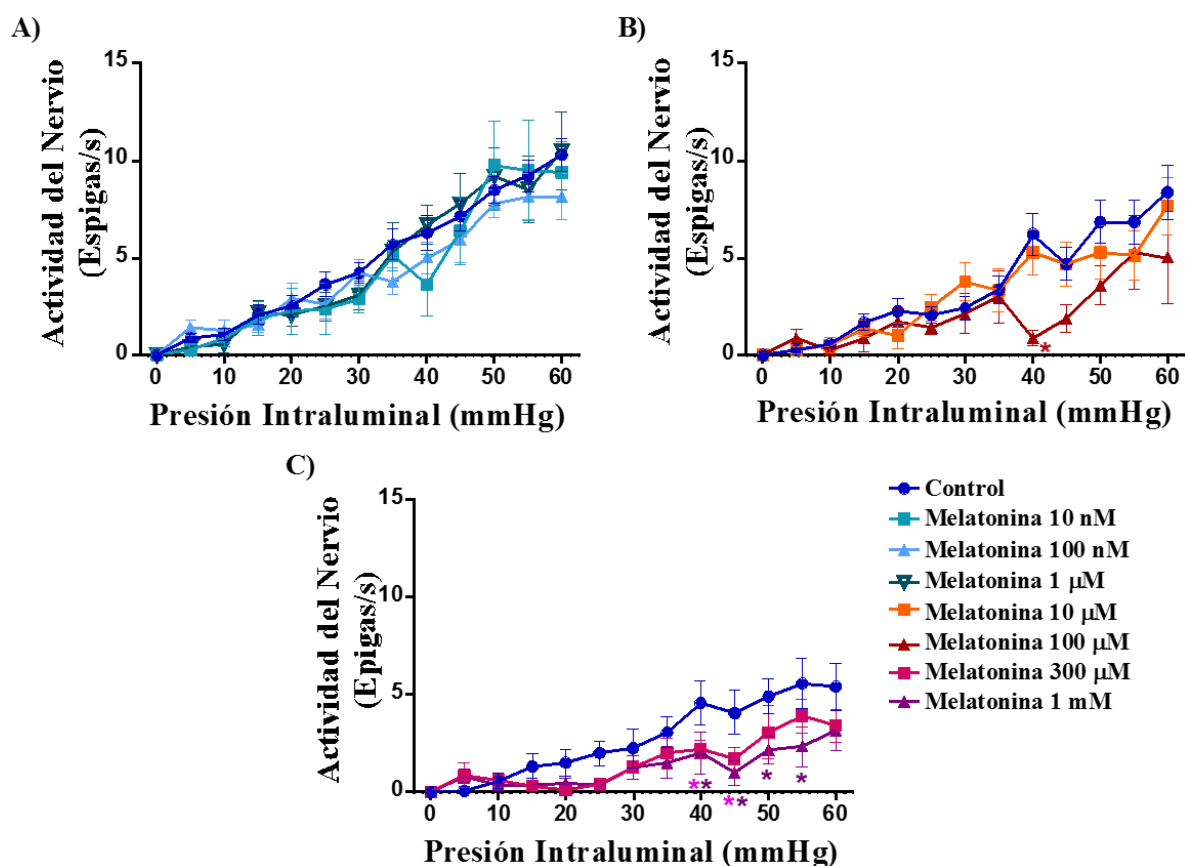 A)
Actividad del Nervio
(Espigas/s)
15
10
5
0
0 10 20 30 40 50 60
Presión Intraluminal (mmHg)
B)
Actividad del Nervio
(Espigas/s)
15
10
5
0
0 10 20 30 40 50 60
*
Presión Intraluminal (mmHg)
C)
Actividad del Nervio
(Epigas/s)
15
10
5
0
0 10 20 30 40 50 60
** * *
**
Presión Intraluminal (mmHg)
Control
Melatonina 10 nM
Melatonina 100 nM
Melatonina 1 μM
Melatonina 10 μM
Melatonina 100 μM
Melatonina 300 μM
Melatonina 1 mM